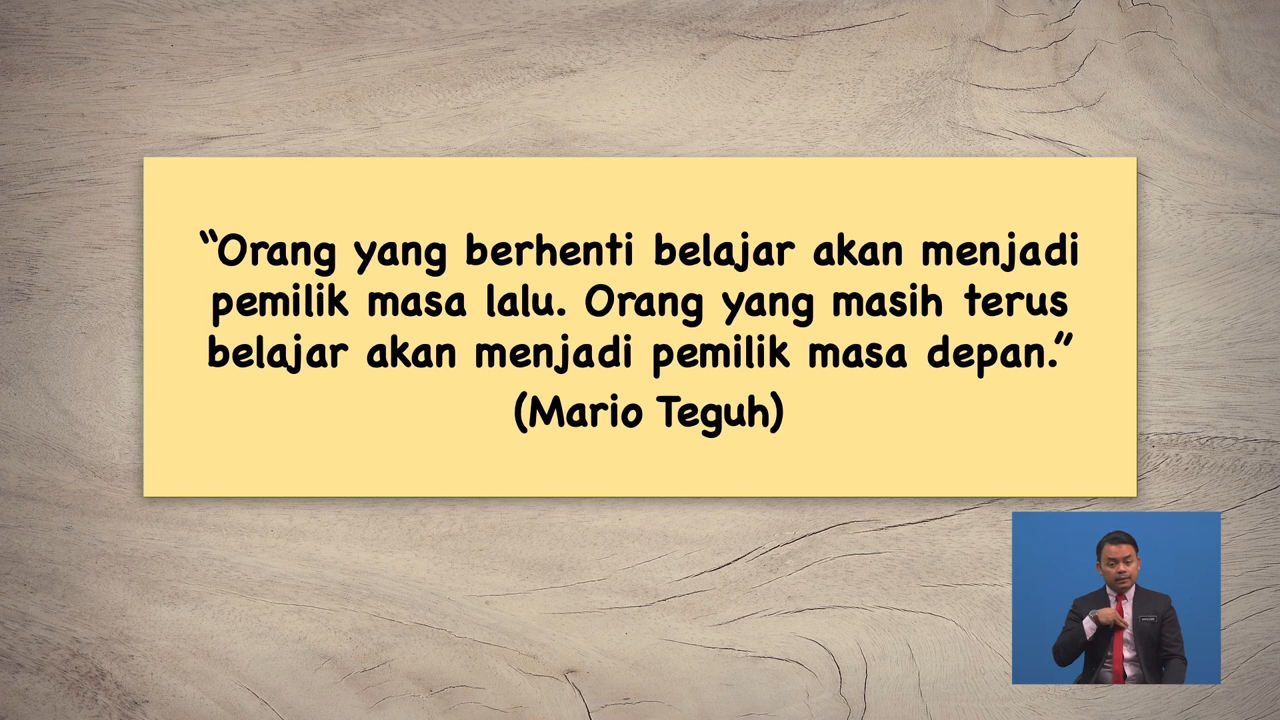 “Orang yang berhenti belajar akan menjadi
pemilik masa lalu. Orang yang masih terus
belajar akan menjadi pemilik masa depan.”
(Mario Teguh)